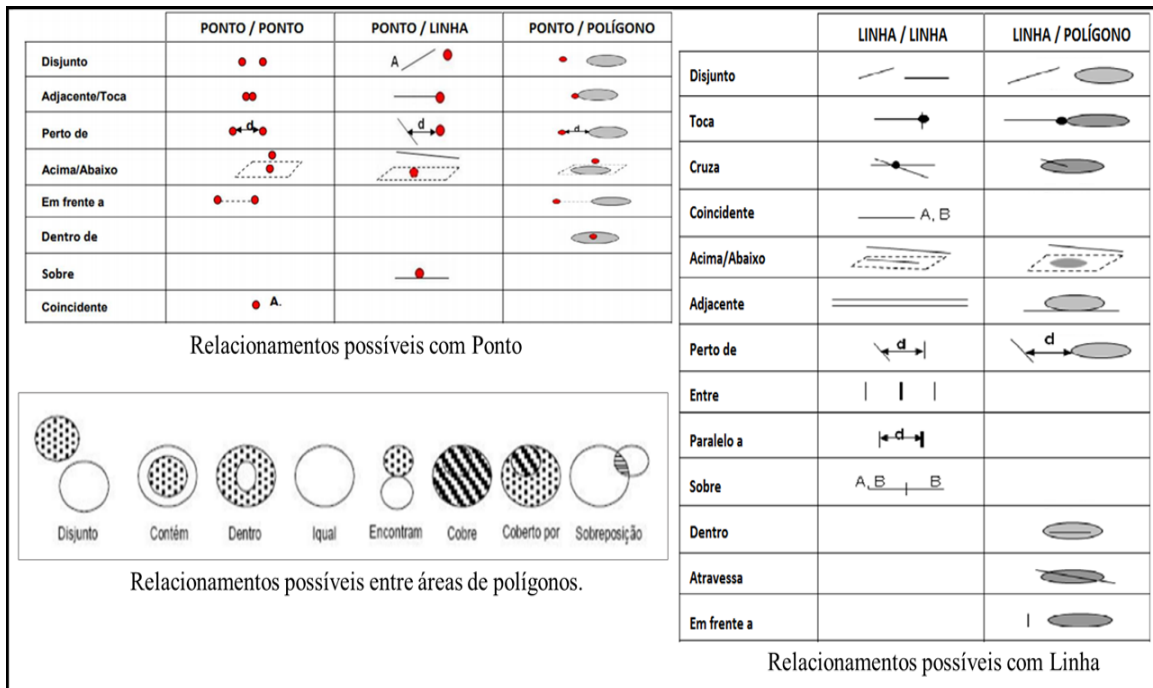 PONTO / PONTO PONTO / LINHA PONTO / POLÍGONO
Disjunto A
Adjacente/Toca
Perto de d d d
Acima/Abaixo
Em frente a
Dentro de
Sobre
Coincidente A.
Relacionamentos possíveis com Ponto
Disjunto Contém Dentro Igual Encontram Cobre Coberto por Sobreposição
Relacionamentos possíveis entre áreas de polígonos.
LINHA / LINHA LINHA / POLÍGONO
Disjunto
Toca
Cruza
Coincidente A, B
Acima/Abaixo
Adjacente
Perto de d d
Entre
Paralelo a d
Sobre A, B B
Dentro
Atravessa
Em frente a
Relacionamentos possíveis com Linha